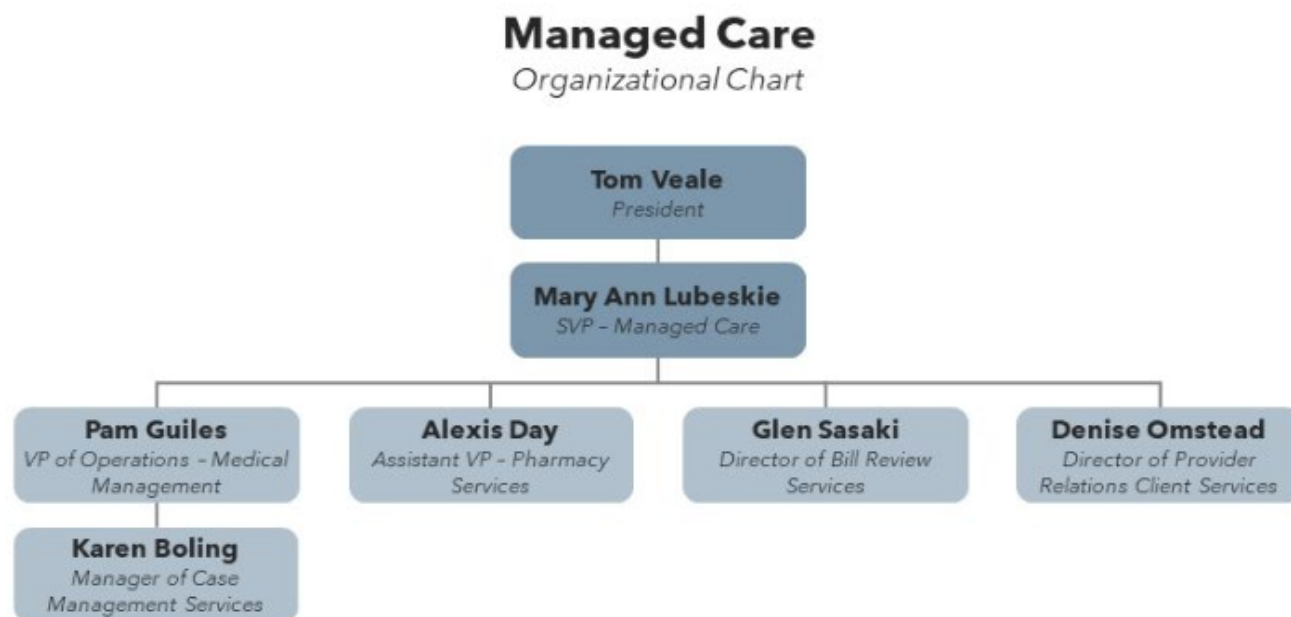 Managed Care
Organizational Chart
Tom Veale
President
Mary Ann Lubeskie
SVP – Managed Care
Pam Guiles
VP of Operations – Medical
Management
Alexis Day
Assistant VP – Pharmacy
Services
Glen Sasaki
Director of Bill Review
Services
Denise Omstead
Director of Provider
Relations Client Services
Karen Boling
Manager of Case
Management Services